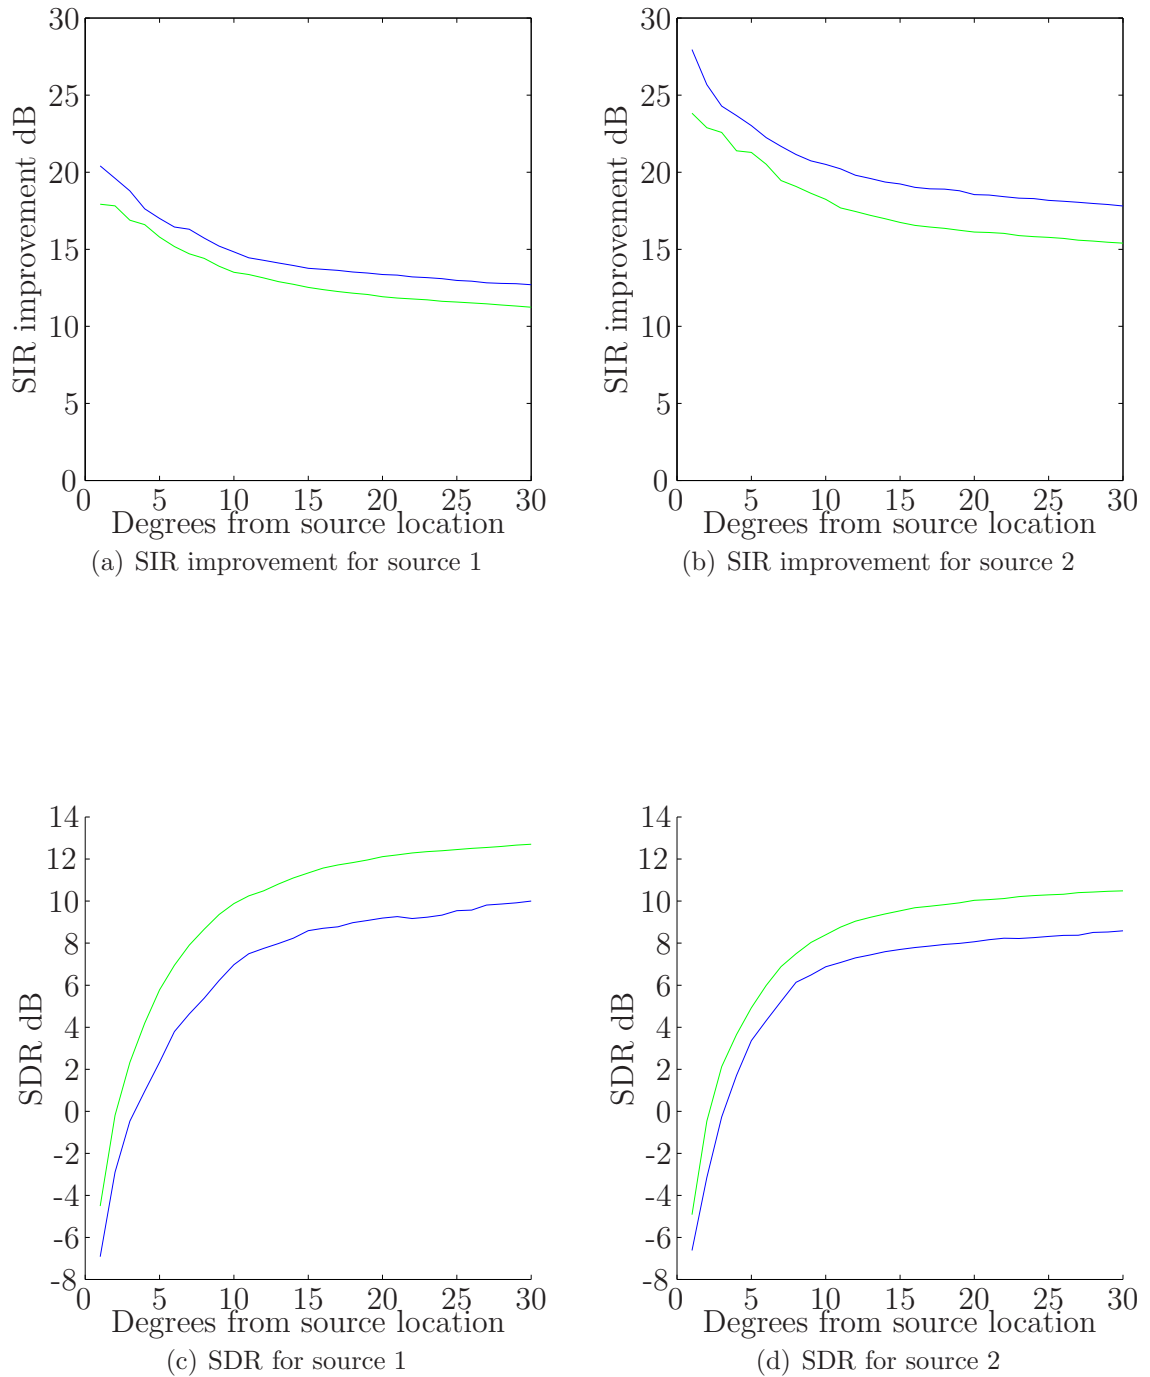 30
25
20
15
10
5
0
SIR improvement dB
0 5 10 15 20 25 30
Degrees from source location
(a) SIR improvement for source 1
30
25
20
15
10
5
0
SIR improvement dB
0 5 10 15 20 25 30
Degrees from source location
(b) SIR improvement for source 2
14
12
10
8
6
4
2
0
-2
-4
-6
-8
SDR dB
0 5 10 15 20 25 30
Degrees from source location
(c) SDR for source 1
14
12
10
8
6
4
2
0
-2
-4
-6
-8
SDR dB
0 5 10 15 20 25 30
Degrees from source location
(d) SDR for source 2